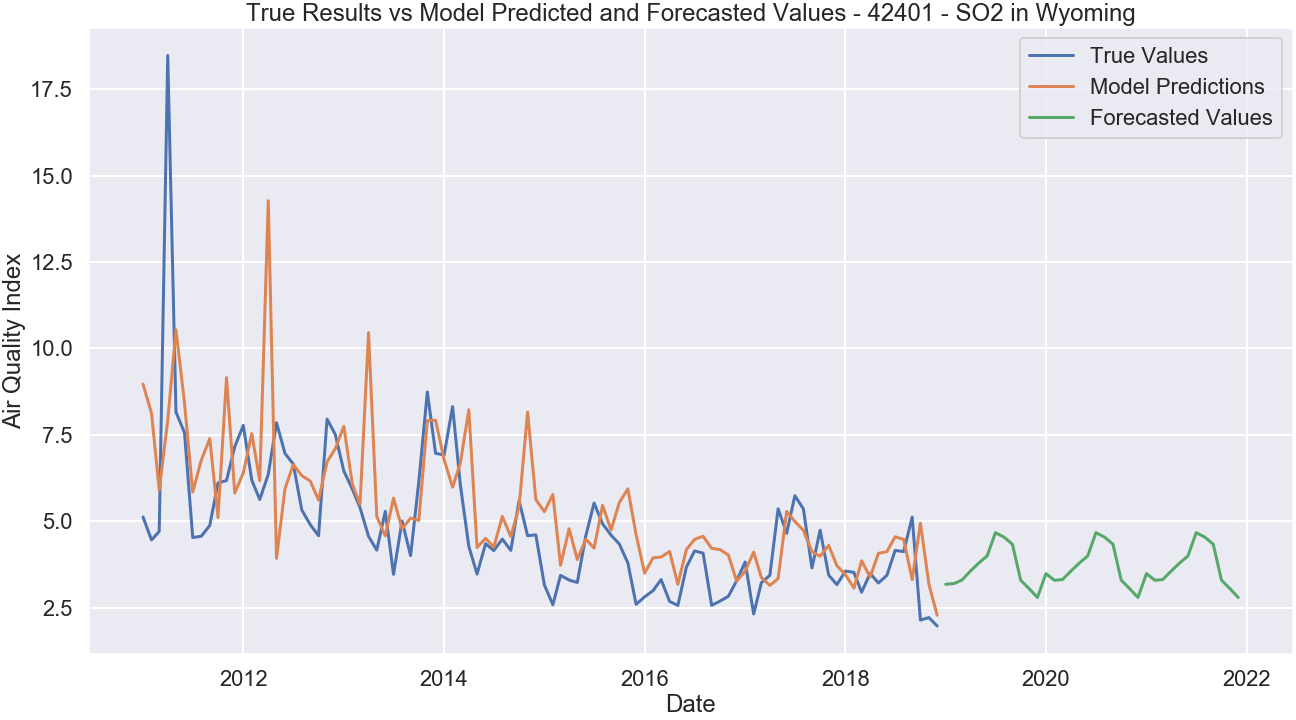 True Results vs Model Predicted and Forecasted Values - 42401 - SO2 in Wyoming
True Values
Model Predictions
Forecasted Values
17.5
15.0
12.5
10.0
7.5
5.0
2.5
Air Quality Index
2012 2014 2016 2018 2020 2022
Date